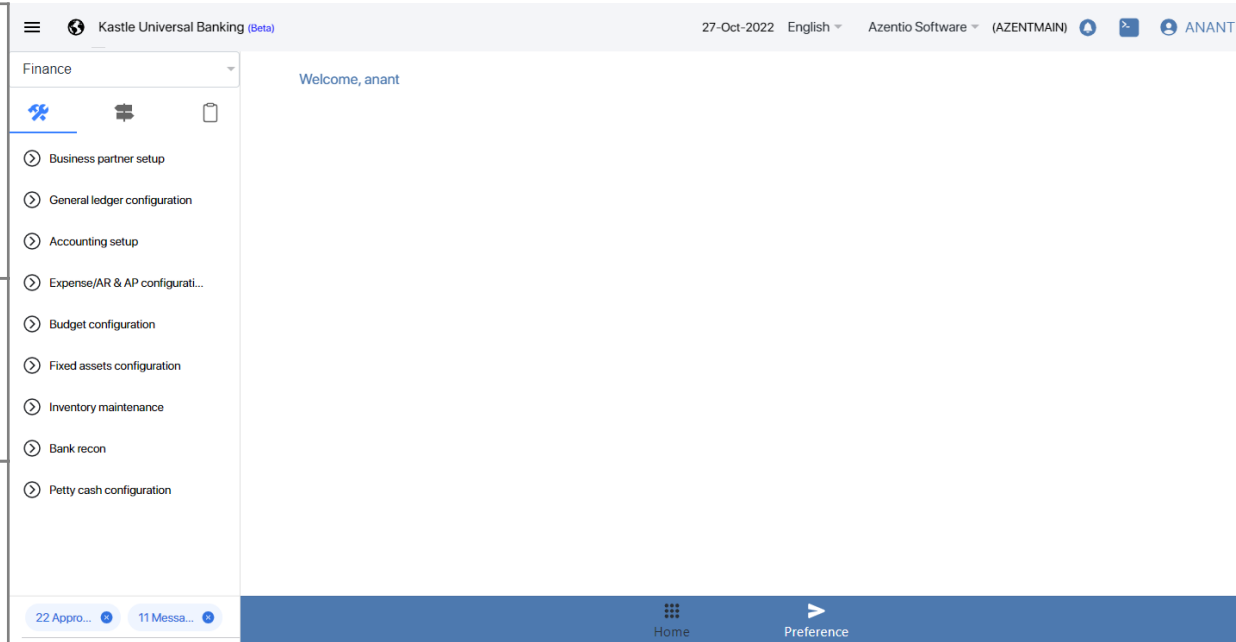 Kastle Universal Banking (Beta)
27-Oct-2022 English Azentio Software (AZENTMAIN) ANANT
Finance
Welcome, anant
Business partner setup
General ledger configuration
Accounting setup
Expense/AR & AP configurati...
Budget configuration
Fixed assets configuration
Inventory maintenance
Bank recon
Petty cash configuration
22 Appro... 11 Messa...
Home Preference